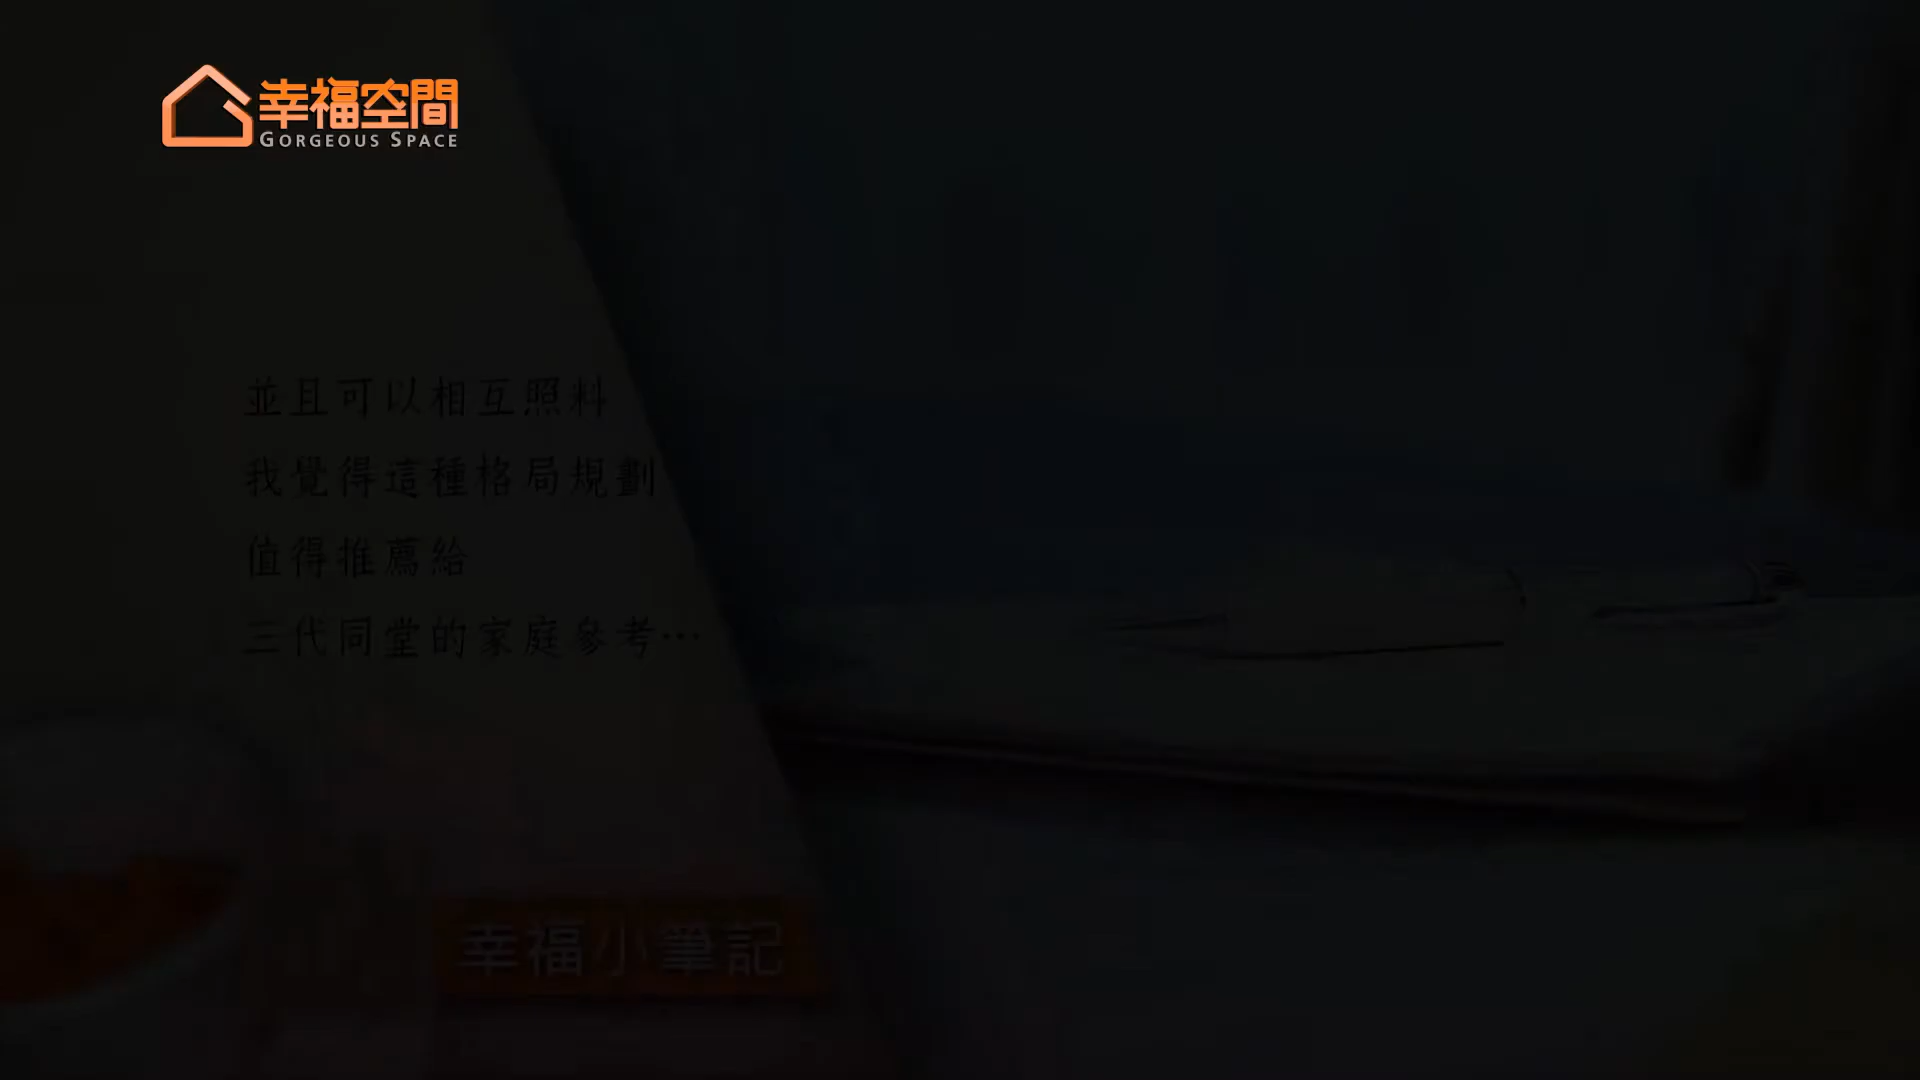 幸福空間
GORGEOUS SPACE
並且可以相互照料
我覺得這種格局規劃
值得推薦給
三代同堂的家庭參考…
幸福小筆記